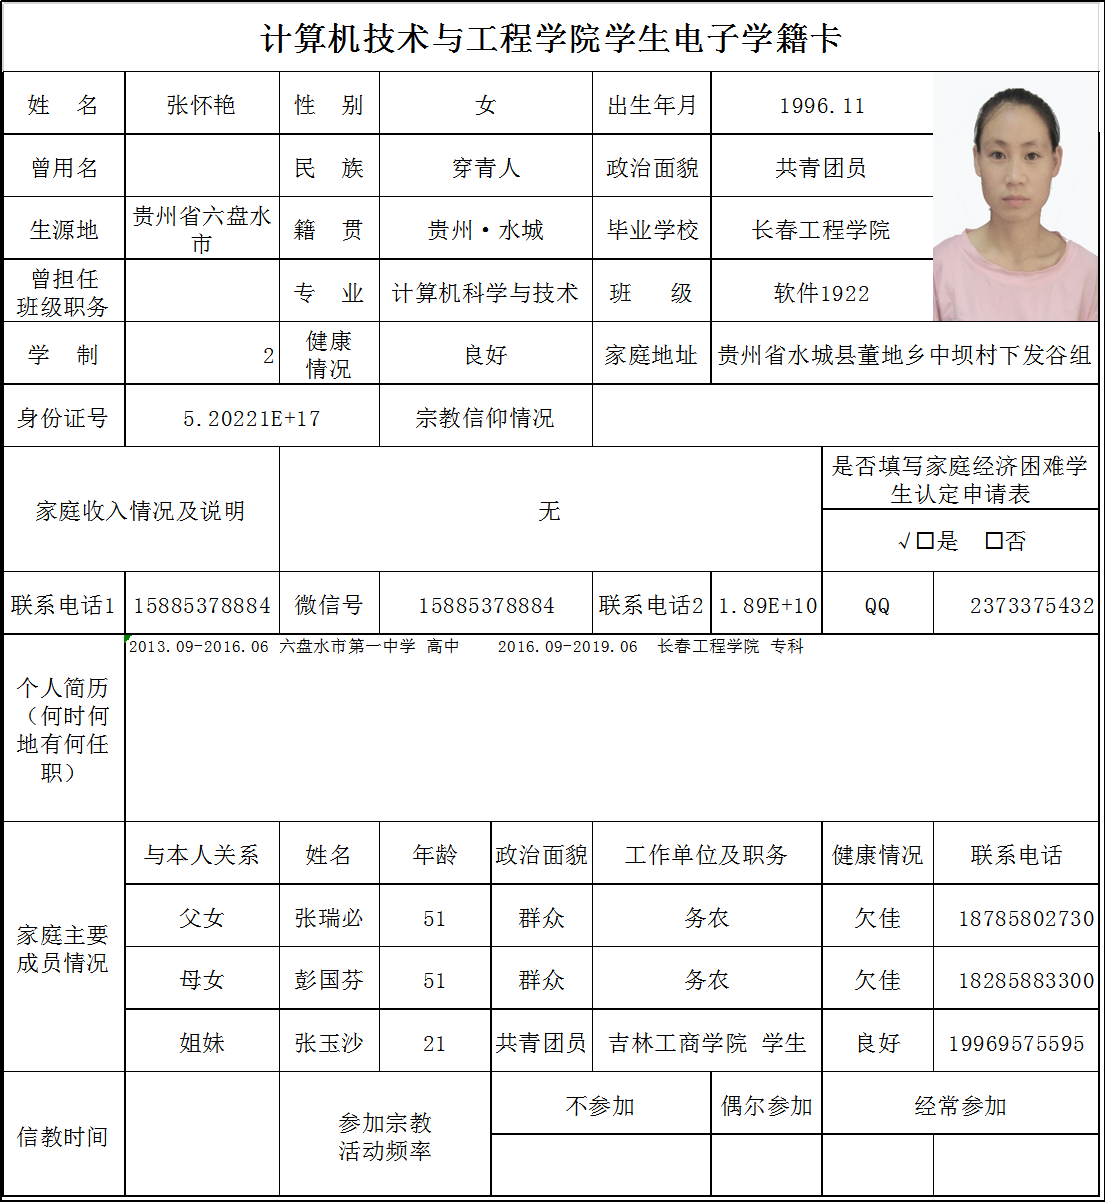 计算机技术与工程学院学生电子学籍卡
姓 名 张怀艳 性 别 女 出生年月 1996.11
曾用名 民 族 穿青人 政治面貌 共青团员
生源地 贵州省六盘水市 籍 贯 贵州·水城 毕业学校 长春工程学院
曾担任班级职务 专 业 计算机科学与技术 班 级 软件1922
学 制 2 健康情况 良好 家庭地址 贵州省水城县董地乡中坝村下发谷组
身份证号 5.20221E+17 宗教信仰情况
家庭收入情况及说明 无 是否填写家庭经济困难学生认定申请表
√□是 □否
联系电话1 15885378884 微信号 15885378884 联系电话2 1.89E+10 QQ 2373375432
个人简历（何时何地有何任职） 2013.09-2016.06 六盘水市第一中学 高中 2016.09-2019.06 长春工程学院 专科
家庭主要成员情况
与本人关系 姓名 年龄 政治面貌 工作单位及职务 健康情况 联系电话
父女 张瑞必 51 群众 务农 欠佳 18785802730
母女 彭国芬 51 群众 务农 欠佳 18285883300
姐妹 张玉沙 21 共青团员 吉林工商学院 学生 良好 19969575595
信教时间 参加宗教活动频率 不参加 偶尔参加 经常参加